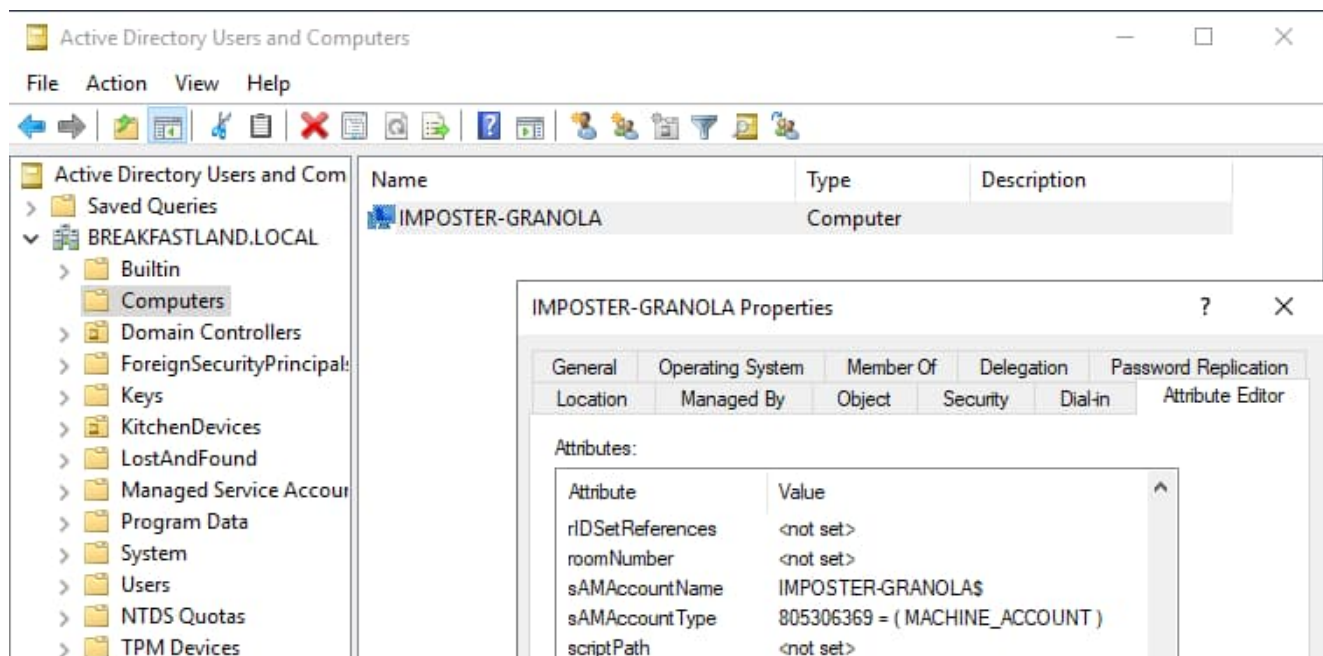 Active Directory Users and Computers
File Action View Help
Active Directory Users and Com
Saved Queries
BREAKFASTLAND.LOCAL
Builtin
Computers
Domain Controllers
ForeignSecurityPrincipals
Keys
KitchenDevices
LostAndFound
Managed Service Accour
Program Data
System
Users
NTDS Quotas
TPM Devices
Name Type Description
IMPOSTER-GRANOLA Computer
IMPOSTER-GRANOLA Properties ?
General Operating System Member Of Delegation Password Replication
Location Managed By Object Security Dial-in Attribute Editor
Attributes:
Attribute Value
rIDSetReferences <not set>
roomNumber <not set>
sAMAccountName IMPOSTER-GRANOLA$
sAMAccountType 805306369 = ( MACHINE_ACCOUNT )
scriptPath <not set>